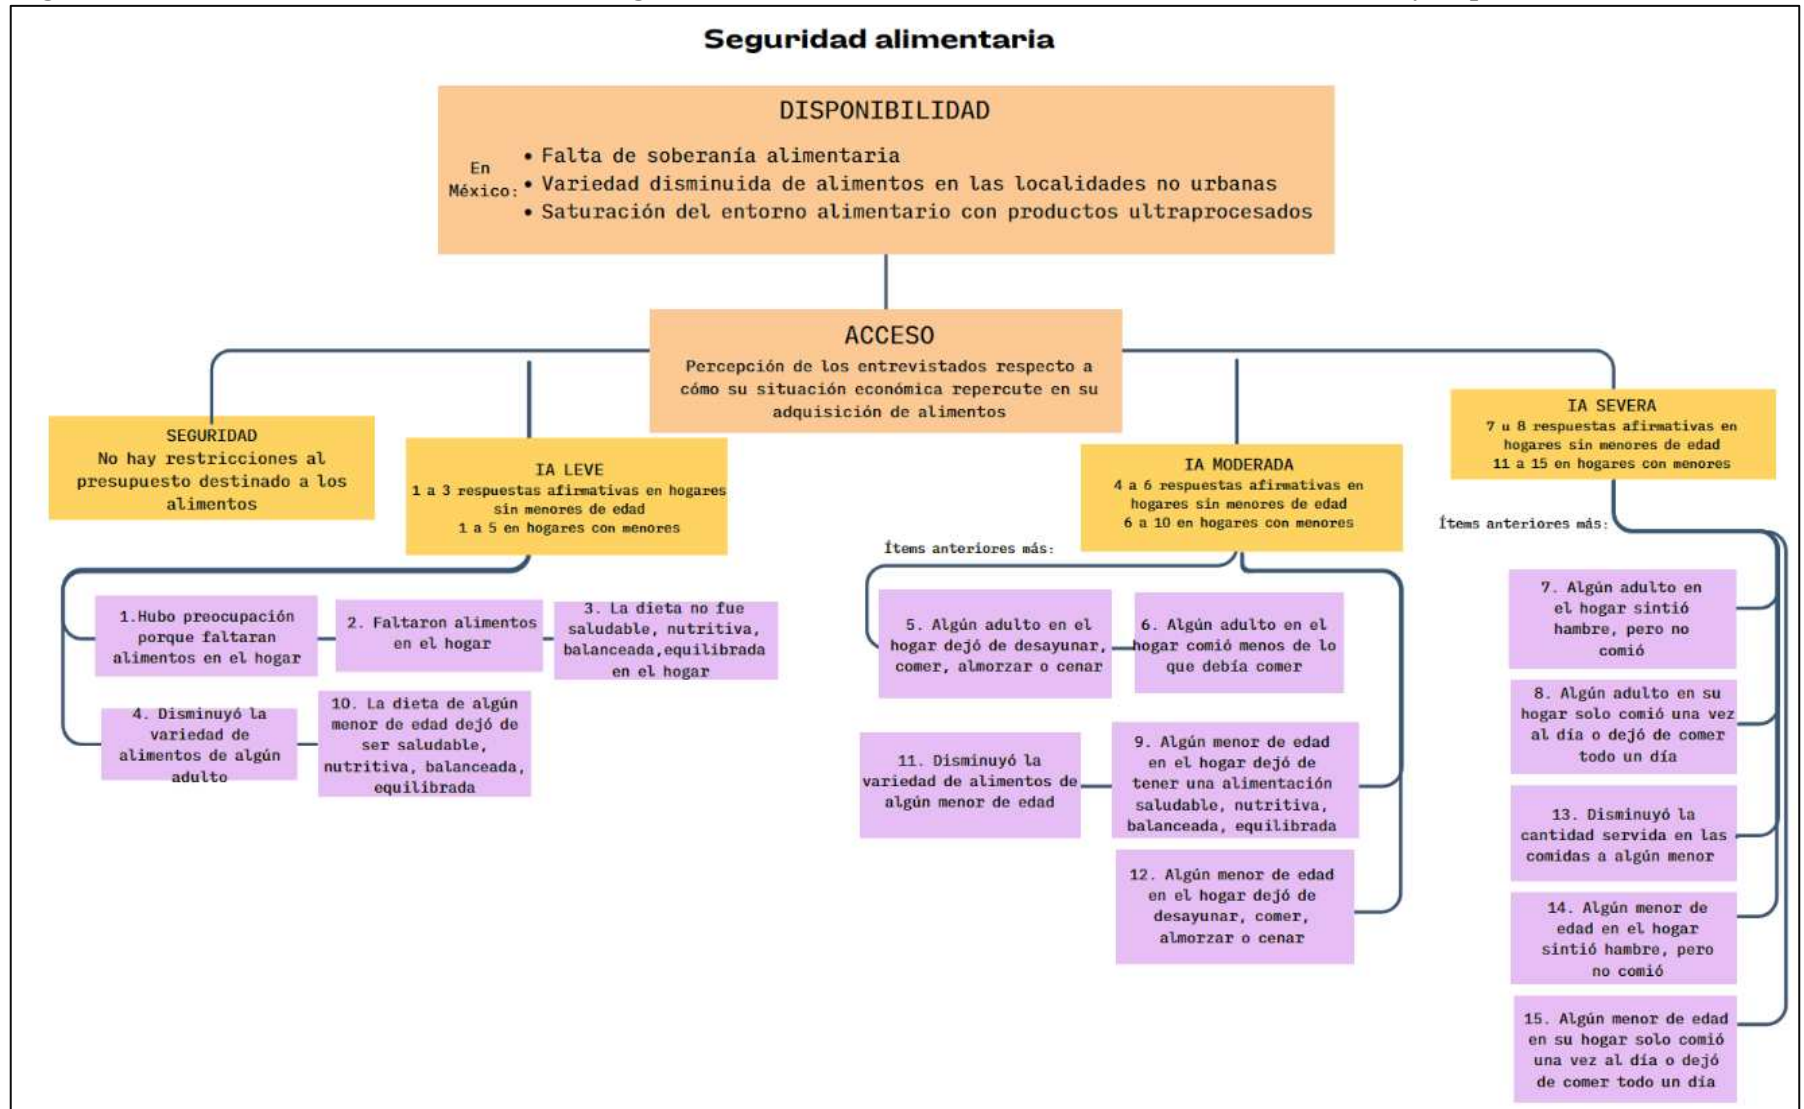 Seguridad alimentaria
DISPONIBILIDAD
En
México:
• Falta de soberanía alimentaria
• Variedad disminuida de alimentos en las localidades no urbanas
• Saturación del entorno alimentario con productos ultraprocesados
ACCESO
Percepción de los entrevistados respecto a
cómo su situación económica repercute en su
adquisición de alimentos
SEGURIDAD
No hay restricciones al
presupuesto destinado a los
alimentos
IA LEVE
1 a 3 respuestas afirmativas en hogares
sin menores de edad
1 a 5 en hogares con menores
1.Hubo preocupación
porque faltaran
alimentos en el hogar
2. Faltaron alimentos
en el hogar
3. La dieta no fue
saludable, nutritiva,
balanceada,equilibrada
en el hogar
4. Disminuyó la
variedad de
alimentos de algún
adulto
10. La dieta de algún
menor de edad dejó de
ser saludable,
nutritiva, balanceada,
equilibrada
IA MODERADA
4 a 6 respuestas afirmativas en
hogares sin menores de edad
6 a 10 en hogares con menores
Ítems anteriores más:
5. Algún adulto en el
hogar dejó de desayunar,
comer, almorzar o cenar
6. Algún adulto en el
hogar comió menos de lo
que debía comer
11. Disminuyó la
variedad de alimentos de
algún menor de edad
9. Algún menor de edad
en el hogar dejó de
tener una alimentación
saludable, nutritiva,
balanceada, equilibrada
12. Algún menor de edad
en el hogar dejó de
desayunar, comer,
almorzar o cenar
IA SEVERA
7 u 8 respuestas afirmativas en
hogares sin menores de edad
11 a 15 en hogares con menores
Ítems anteriores más:
7. Algún adulto en
el hogar sintió
hambre, pero no
comió
8. Algún adulto en su
hogar solo comió una vez
al día o dejó de comer
todo un día
13. Disminuyó la
cantidad servida en las
comidas a algún menor
14. Algún menor de
edad en el hogar
sintió hambre, pero
no comió
15. Algún menor de edad
en su hogar solo comió
una vez al día o dejó
de comer todo un día